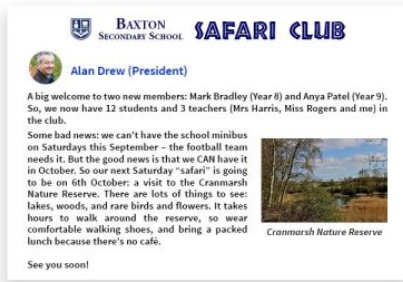 BAXTON
SECONDARY SCHOOL
SAFARI CLUB
Alan Drew (President)
A big welcome to two new members: Mark Bradley (Year 8) and Anya Patel (Year 9).
So, we now have 12 students and 3 teachers (Mrs Harris, Miss Rogers and me) in
the club.
Some bad news: we can't have the school minibus
on Saturdays this September – the football team
needs it. But the good news is that we CAN have it
in October. So our next Saturday "safari" is going
to be on 6th October: a visit to the Cranmarsh
Nature Reserve. There are lots of things to see:
lakes, woods, and rare birds and flowers. It takes
hours to walk around the reserve, so wear
comfortable walking shoes, and bring a packed
lunch because there's no café.
Cranmarsh Nature Reserve
See you soon!